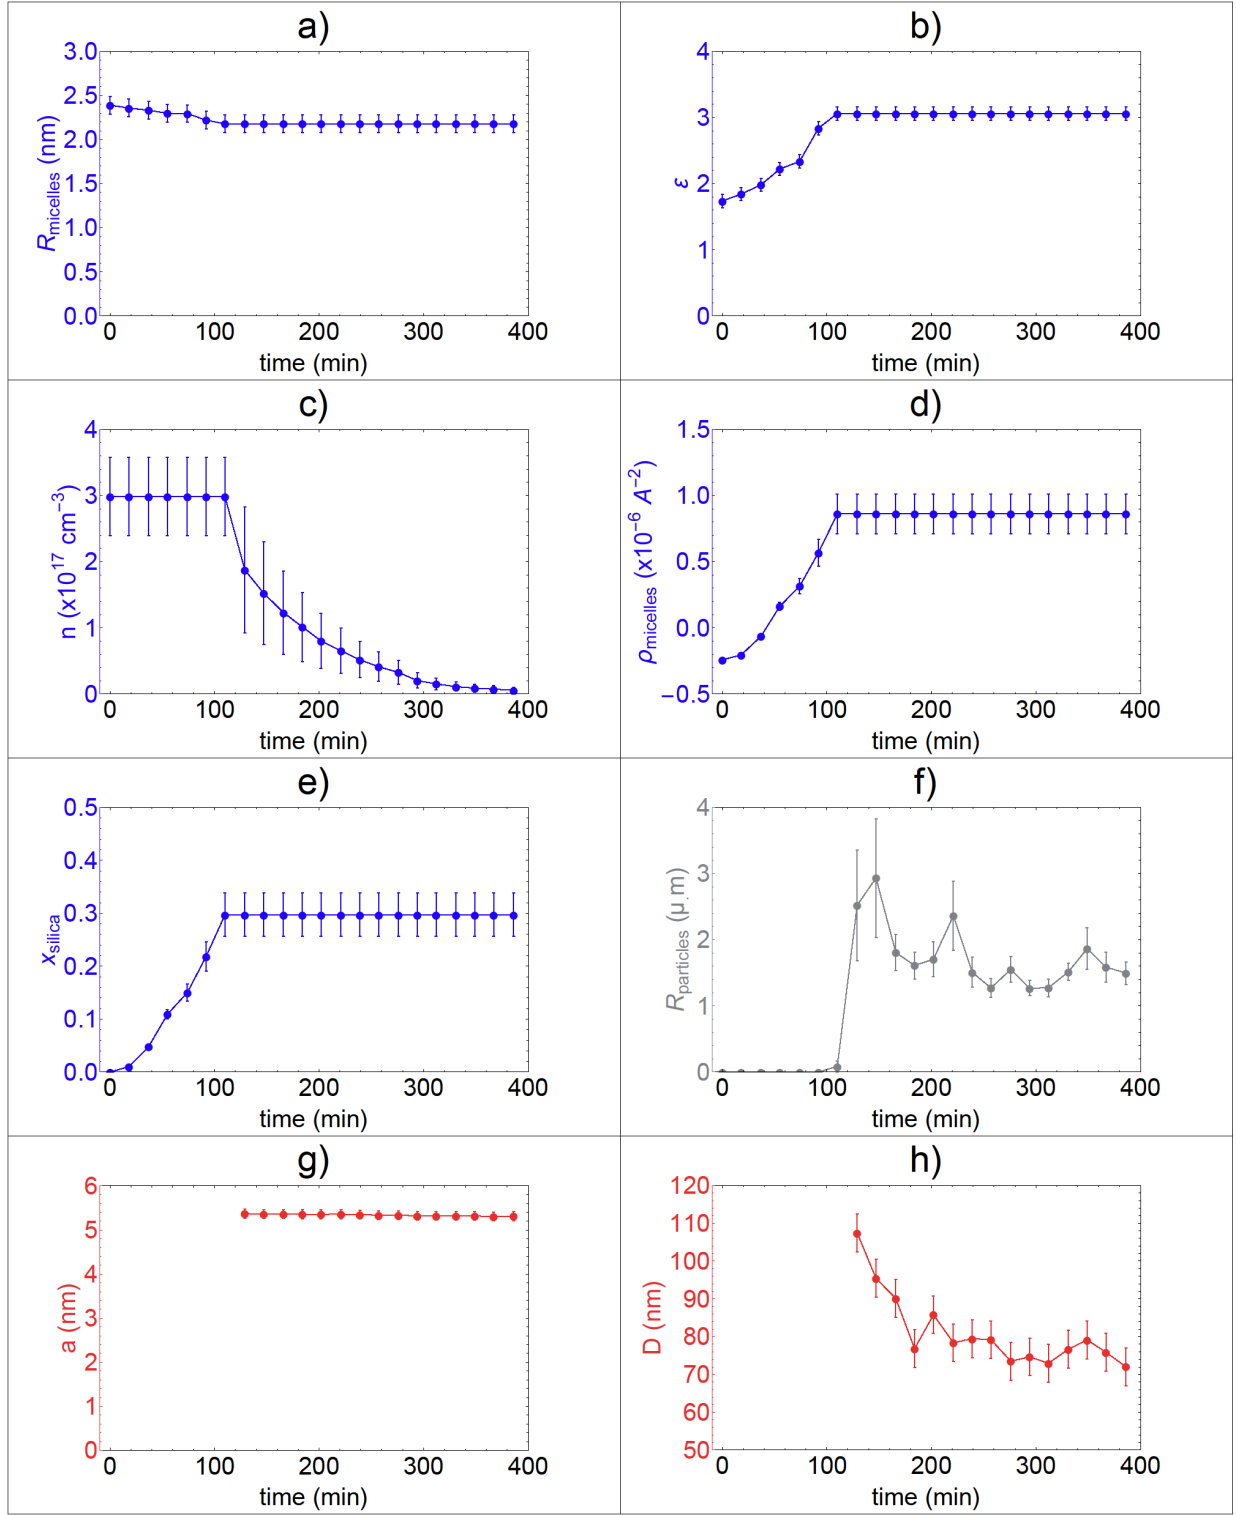 a)
3.0
2.5
2.0
1.5
1.0
0.5
0.0
R_micelles (nm)
0 100 200 300 400
time (min)
b)
4
3
2
1
0
ε
0 100 200 300 400
time (min)
c)
4
3
2
1
0
n (x10^17 cm^−3)
0 100 200 300 400
time (min)
d)
1.5
1.0
0.5
0.0
−0.5
ρ_micelles (x10^−6 A^−2)
0 100 200 300 400
time (min)
e)
0.5
0.4
0.3
0.2
0.1
0.0
x_silica
0 100 200 300 400
time (min)
f)
4
3
2
1
0
R_particles (μ.m)
0 100 200 300 400
time (min)
g)
6
5
4
3
2
1
0
a (nm)
0 100 200 300 400
time (min)
h)
120
110
100
90
80
70
60
50
D (nm)
0 100 200 300 400
time (min)